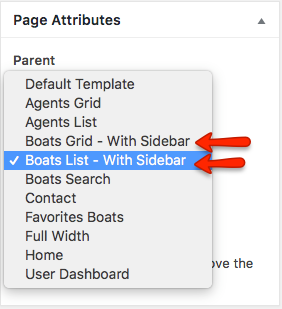 Page Attributes
Parent
Default Template
Agents Grid
Agents List
Boats Grid - With Sidebar
✓ Boats List - With Sidebar
Boats Search
Contact
Favorites Boats
Full Width
Home
User Dashboard
ove the